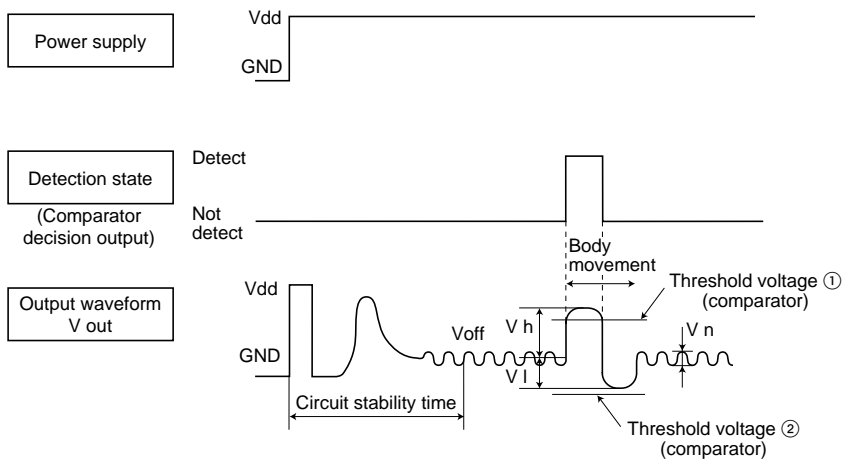 Power supply
Vdd
GND
Detection state
(Comparator
decision output)
Detect
Not
detect
Body
movement
Output waveform
V out
Vdd
GND
Voff
V h
V l
Threshold voltage ①
(comparator)
V n
Circuit stability time
Threshold voltage ②
(comparator)